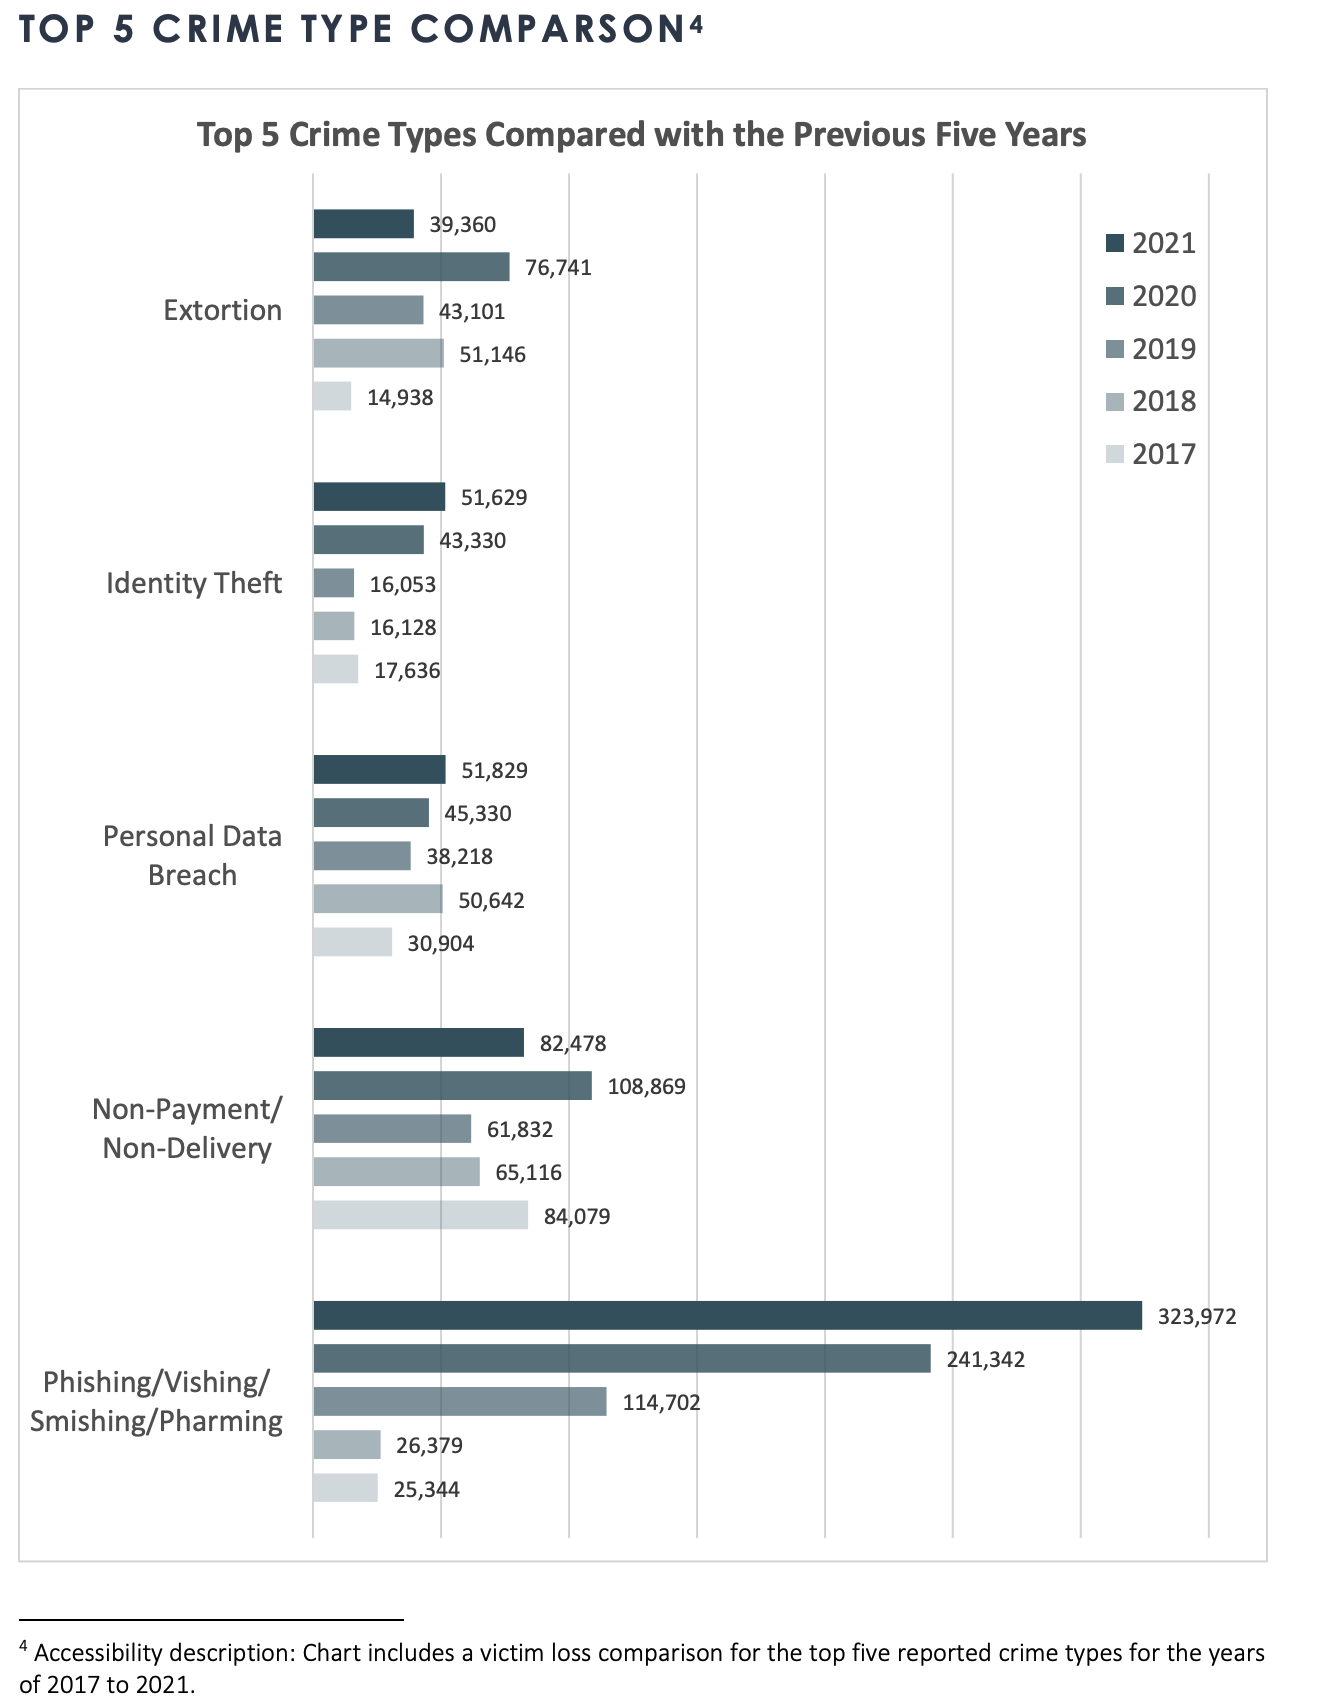 TOP 5 CRIME TYPE COMPARSON⁴
Top 5 Crime Types Compared with the Previous Five Years
2021
2020
2019
2018
2017
Extortion
39,360
76,741
43,101
51,146
14,938
Identity Theft
51,629
43,330
16,053
16,128
17,636
Personal Data
Breach
51,829
45,330
38,218
50,642
30,904
Non-Payment/
Non-Delivery
82,478
108,869
61,832
65,116
84,079
Phishing/Vishing/
Smishing/Pharming
323,972
241,342
114,702
26,379
25,344
⁴ Accessibility description: Chart includes a victim loss comparison for the top five reported crime types for the years
of 2017 to 2021.